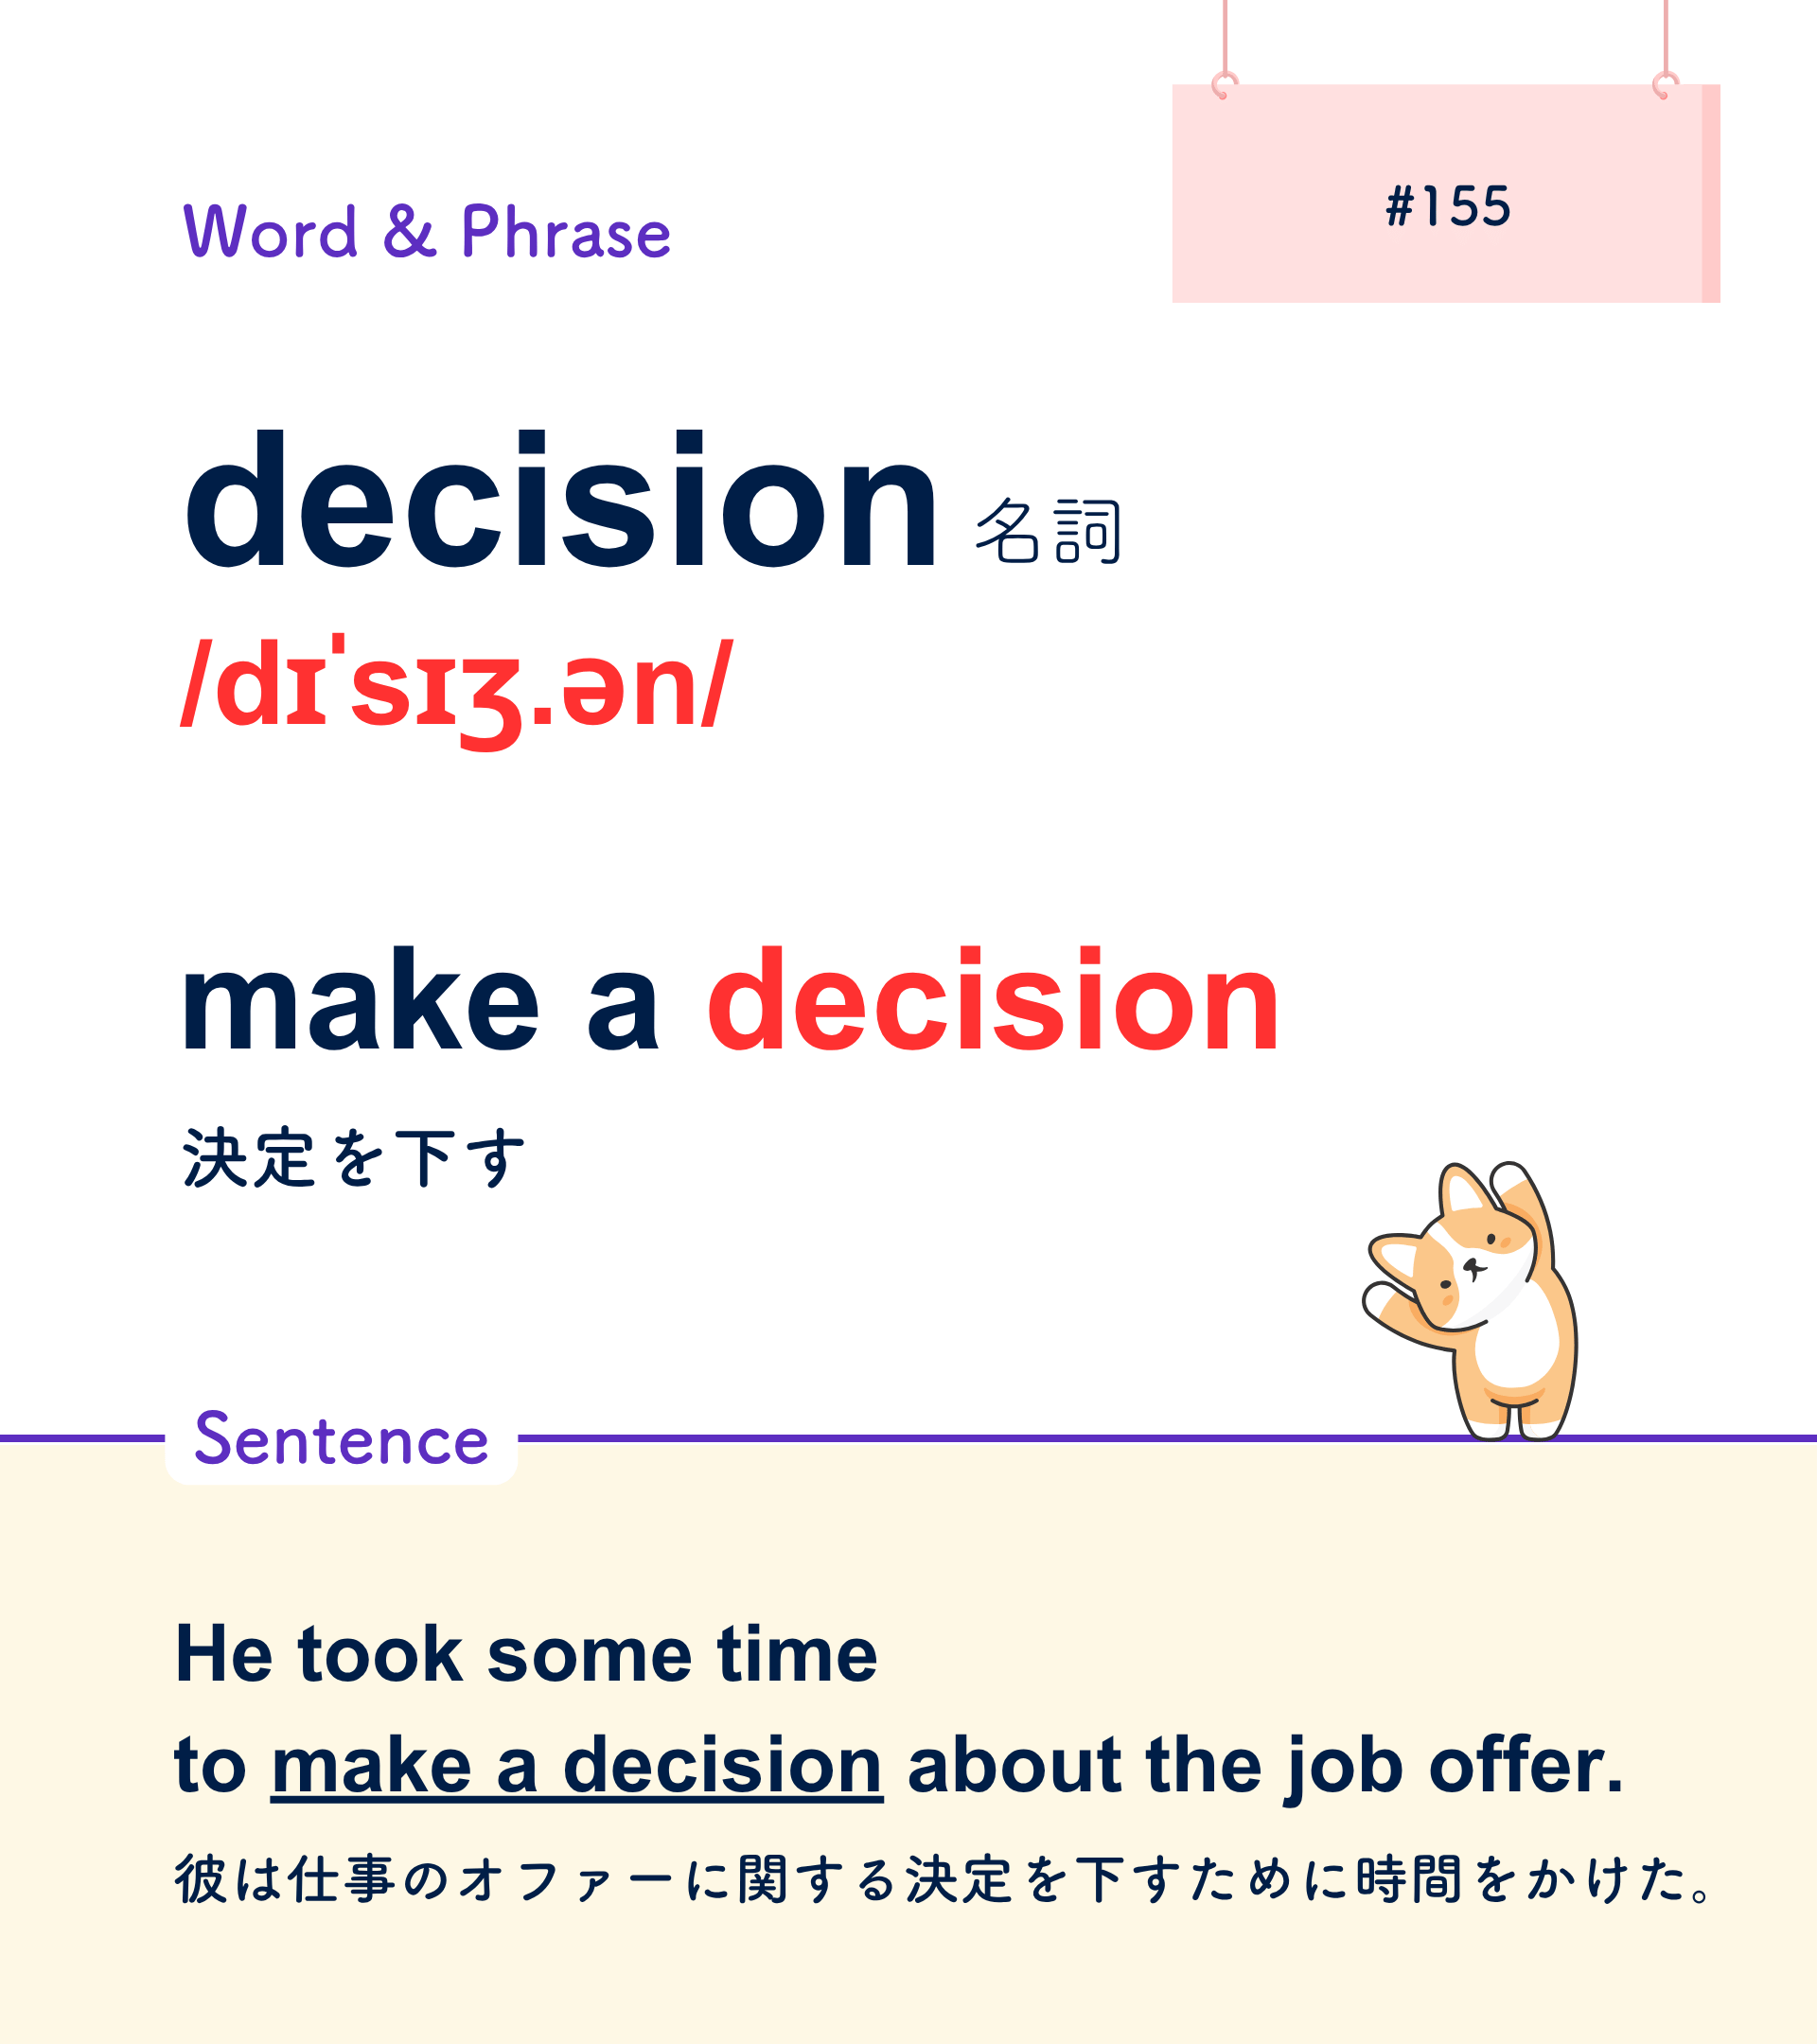 #155
Word & Phrase
decision 名詞
/dɪˈsɪʒ.ən/
make a decision
決定を下す
Sentence
He took some time
to make a decision about the job offer.
彼は仕事のオファーに関する決定を下すために時間をかけた。